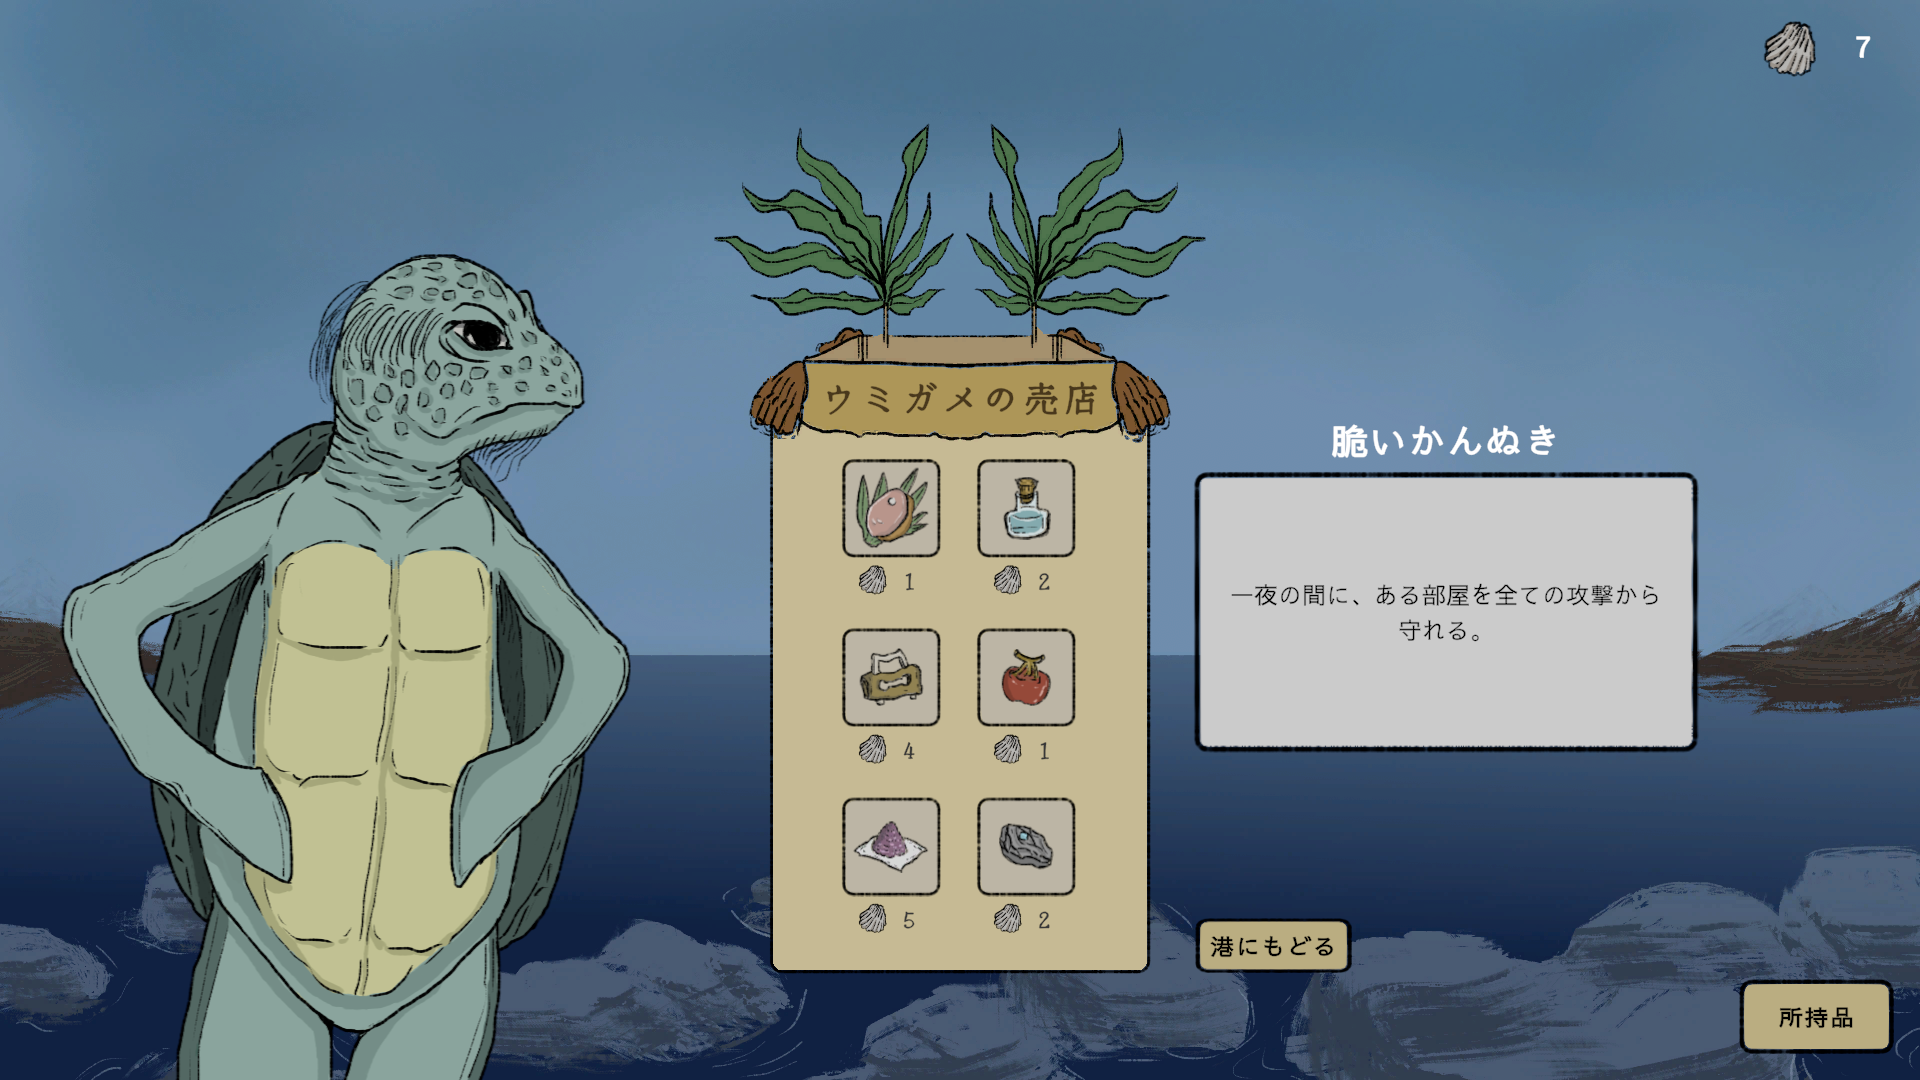 7
ウミガメの売店
1
2
4
1
5
2
脆いかんぬき
一夜の間に、ある部屋を全ての攻撃から
守れる。
港にもどる
所持品